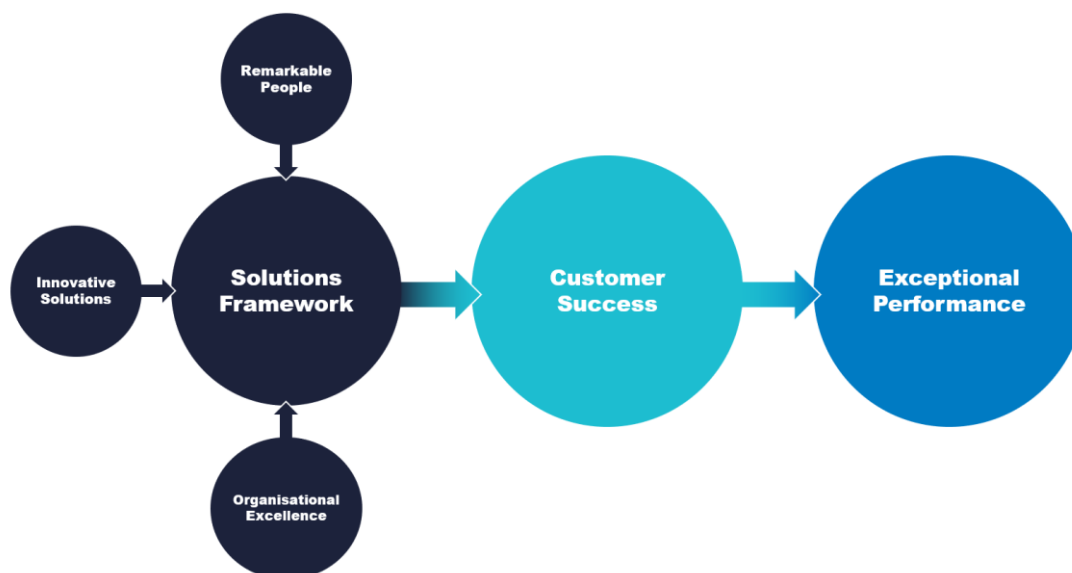 Remarkable
People
Innovative
Solutions
Solutions
Framework
Customer
Success
Exceptional
Performance
Organisational
Excellence